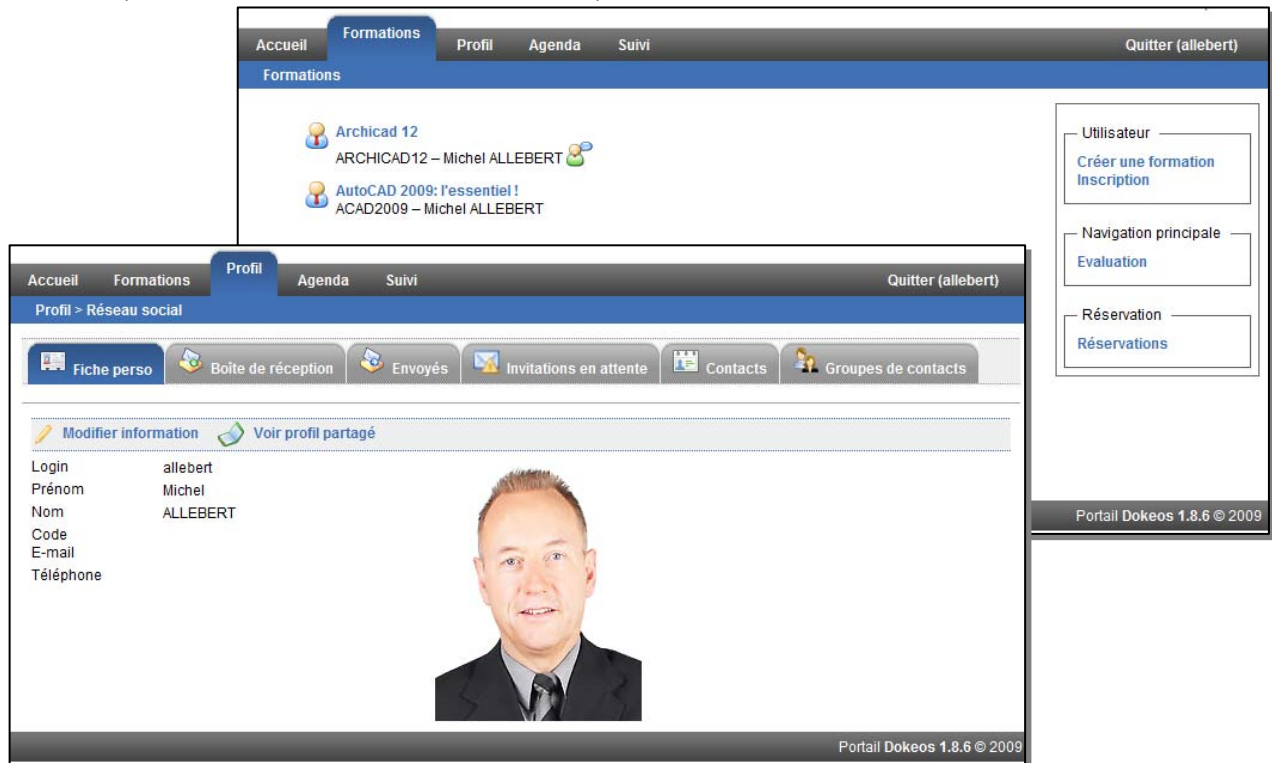 Accueil Formations Profil Agenda Suivi Quitter (allebert)
Formations
Archicad 12
ARCHICAD12 – Michel ALLEBERT
AutoCAD 2009: l'essentiel !
ACAD2009 – Michel ALLEBERT
Utilisateur
Créer une formation
Inscription
Navigation principale
Evaluation
Réservation
Réservations
Portail Dokeos 1.8.6 © 2009
Accueil Formations Profil Agenda Suivi Quitter (allebert)
Profil > Réseau social
Fiche perso Boîte de réception Envoyés Invitations en attente Contacts Groupes de contacts
Modifier information Voir profil partagé
Login allebert
Prénom Michel
Nom ALLEBERT
Code
E-mail
Téléphone
Portail Dokeos 1.8.6 © 2009